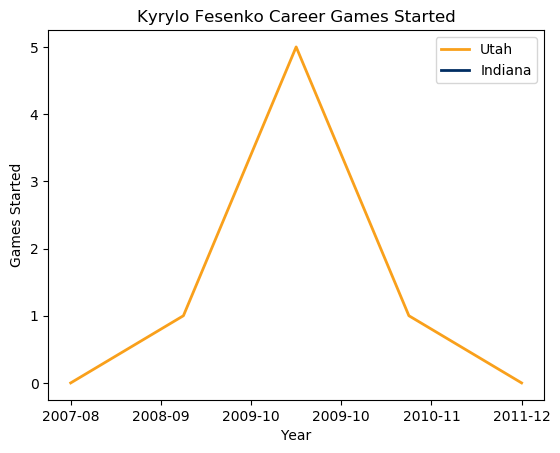 Kyrylo Fesenko Career Games Started
Utah
Indiana
5
4
3
2
1
0
Games Started
2007-08 2008-09 2009-10 2009-10 2010-11 2011-12
Year